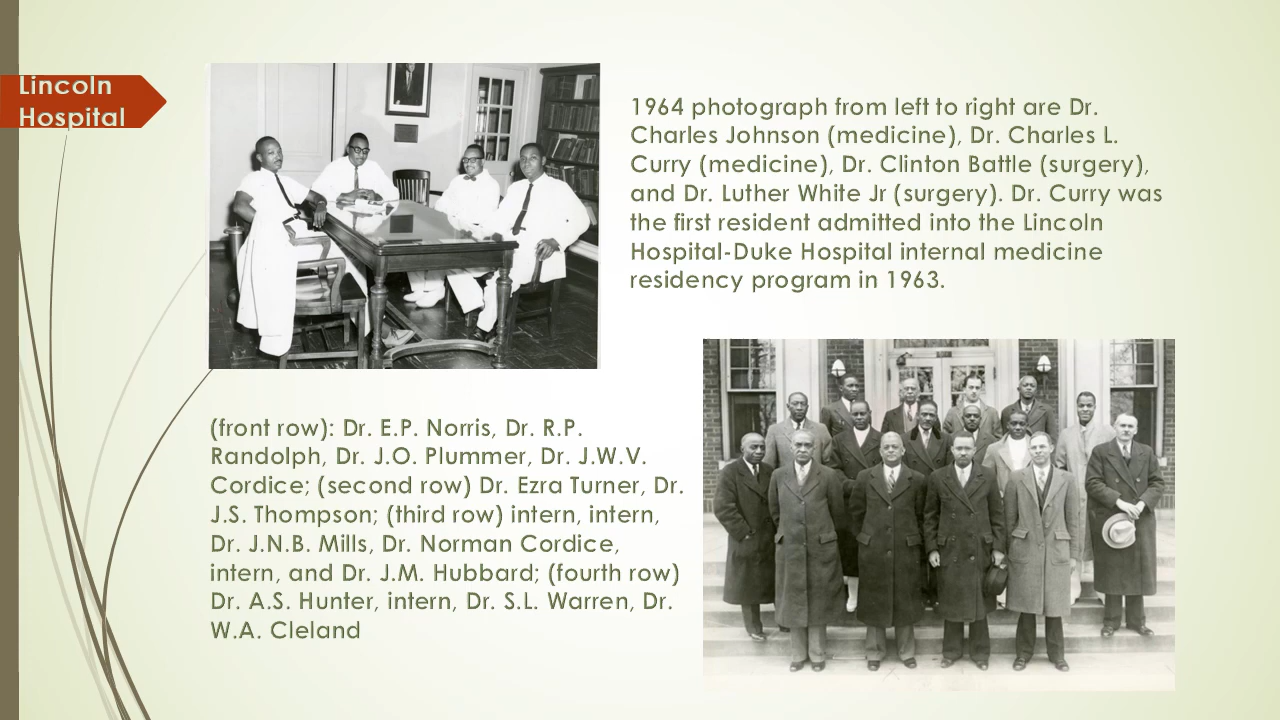 Lincoln
Hospital
1964 photograph from left to right are Dr.
Charles Johnson (medicine), Dr. Charles L.
Curry (medicine), Dr. Clinton Battle (surgery),
and Dr. Luther White Jr (surgery). Dr. Curry was
the first resident admitted into the Lincoln
Hospital-Duke Hospital internal medicine
residency program in 1963.
(front row): Dr. E.P. Norris, Dr. R.P.
Randolph, Dr. J.O. Plummer, Dr. J.W.V.
Cordice; (second row) Dr. Ezra Turner, Dr.
J.S. Thompson; (third row) intern, intern,
Dr. J.N.B. Mills, Dr. Norman Cordice,
intern, and Dr. J.M. Hubbard; (fourth row)
Dr. A.S. Hunter, intern, Dr. S.L. Warren, Dr.
W.A. Cleland